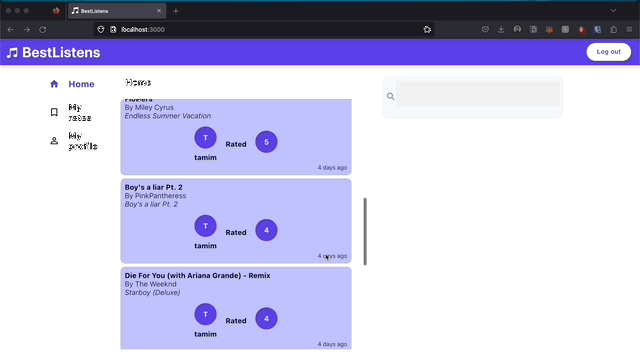 BestListens
localhost:3000
BestListens
Log out
Home
My
rates
My
profile
Home
Flowers
By Miley Cyrus
Endless Summer Vacation
T
Rated
5
tamim
4 days ago
Boy's a liar Pt. 2
By PinkPantheress
Boy's a liar Pt. 2
T
Rated
4
tamim
4 days ago
Die For You (with Ariana Grande) - Remix
By The Weeknd
Starboy (Deluxe)
T
Rated
4
tamim
4 days ago